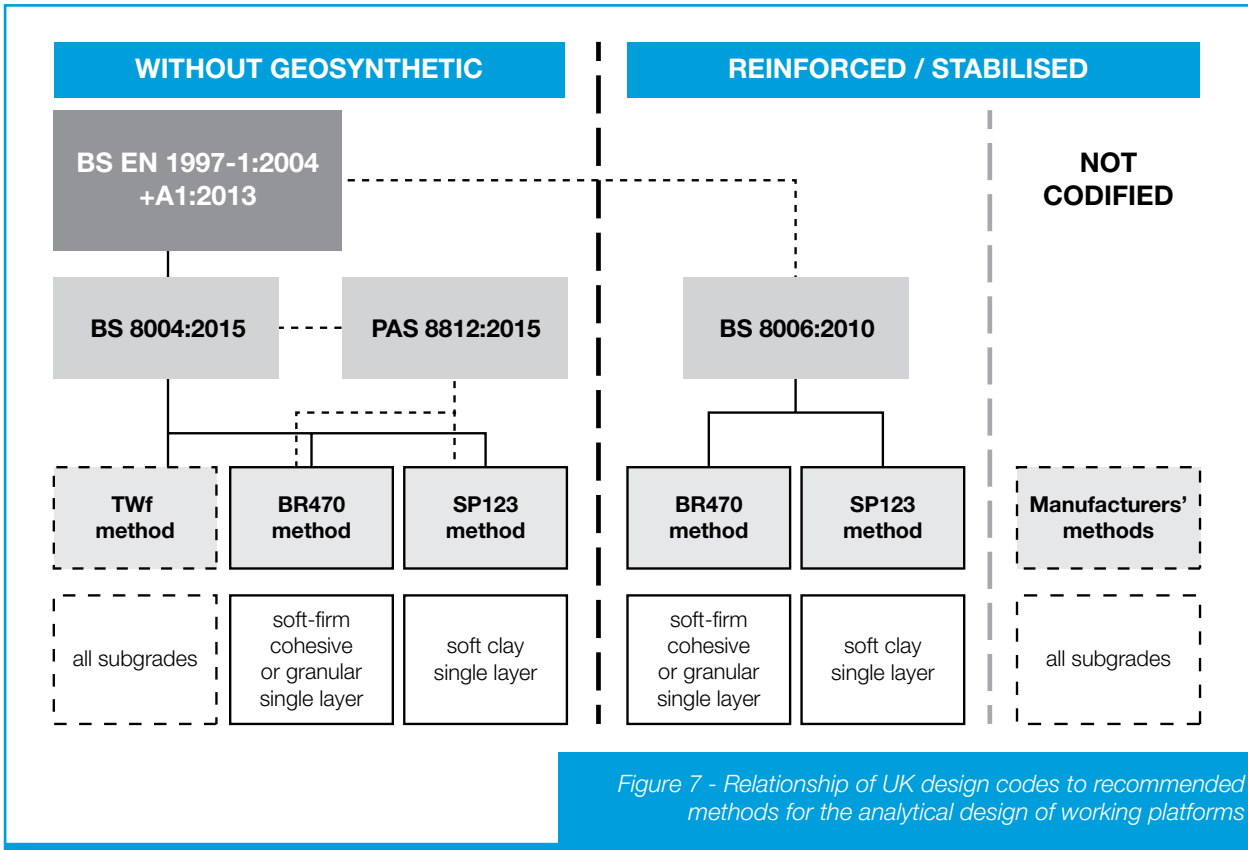 WITHOUT GEOSYNTHETIC
REINFORCED / STABILISED
BS EN 1997-1:2004
+A1:2013
NOT
CODIFIED
BS 8004:2015
PAS 8812:2015
BS 8006:2010
TWf
method
BR470
method
SP123
method
BR470
method
SP123
method
Manufacturers’
methods
all subgrades
soft-firm
cohesive
or granular
single layer
soft clay
single layer
soft-firm
cohesive
or granular
single layer
soft clay
single layer
all subgrades
Figure 7 - Relationship of UK design codes to recommended
methods for the analytical design of working platforms